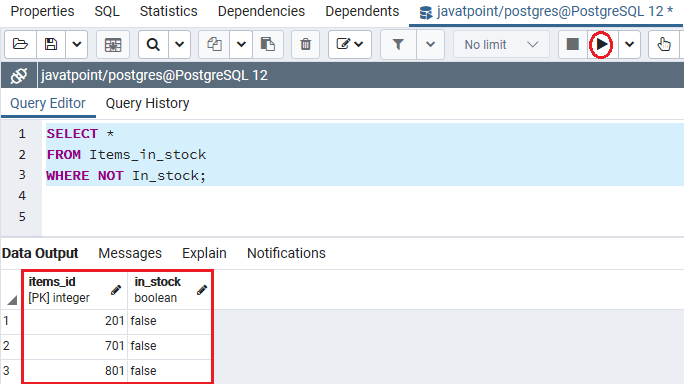 Properties SQL Statistics Dependencies Dependents javatpoint/postgres@PostgreSQL 12 *
No limit
javatpoint/postgres@PostgreSQL 12
Query Editor Query History
1 SELECT *
2 FROM Items_in_stock
3 WHERE NOT In_stock;
4
5
Data Output Messages Explain Notifications
items_id in_stock
[PK] integer boolean
1 201 false
2 701 false
3 801 false